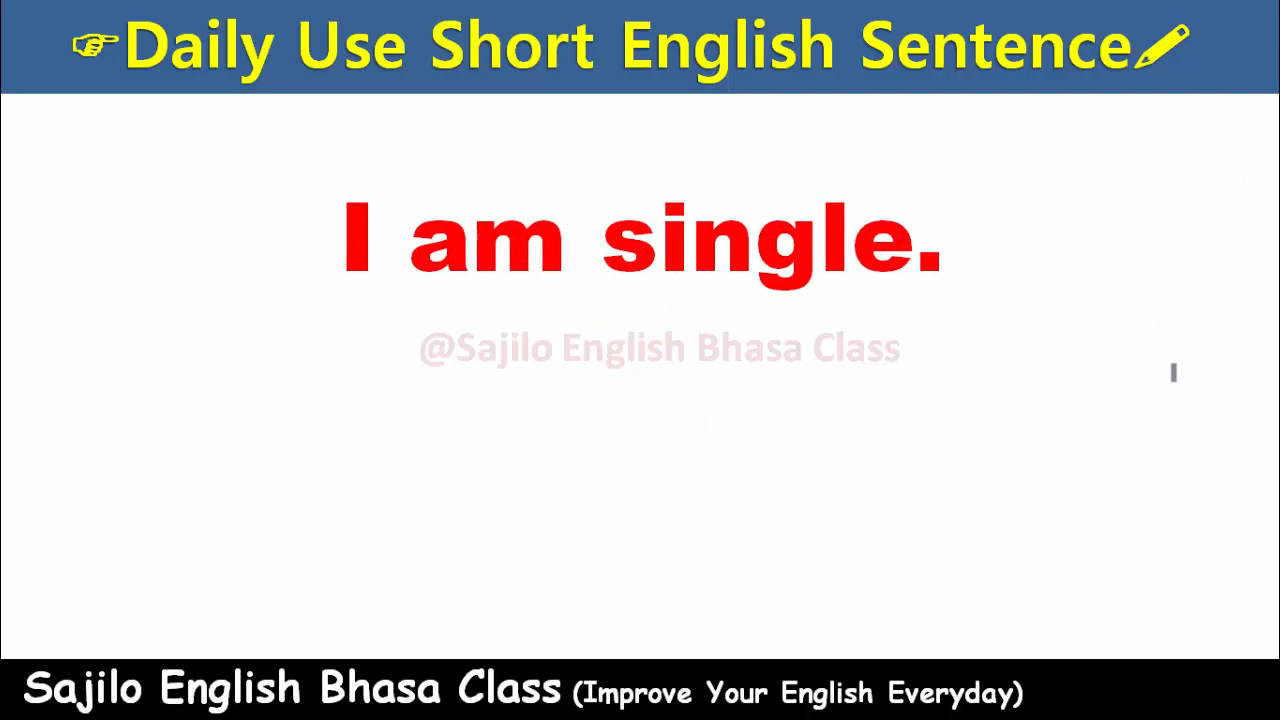 ☞Daily Use Short English Sentence✏
I am single.
@Sajilo English Bhasa Class
Sajilo English Bhasa Class (Improve Your English Everyday)